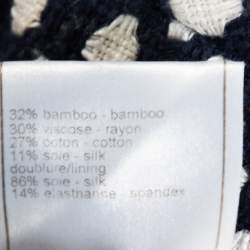 32% bamboo - bamboo
30% viscose - rayon
27% coton - cotton
11% soie - silk
doublure/lining
86% soie - silk
14% elasthanne - spandex